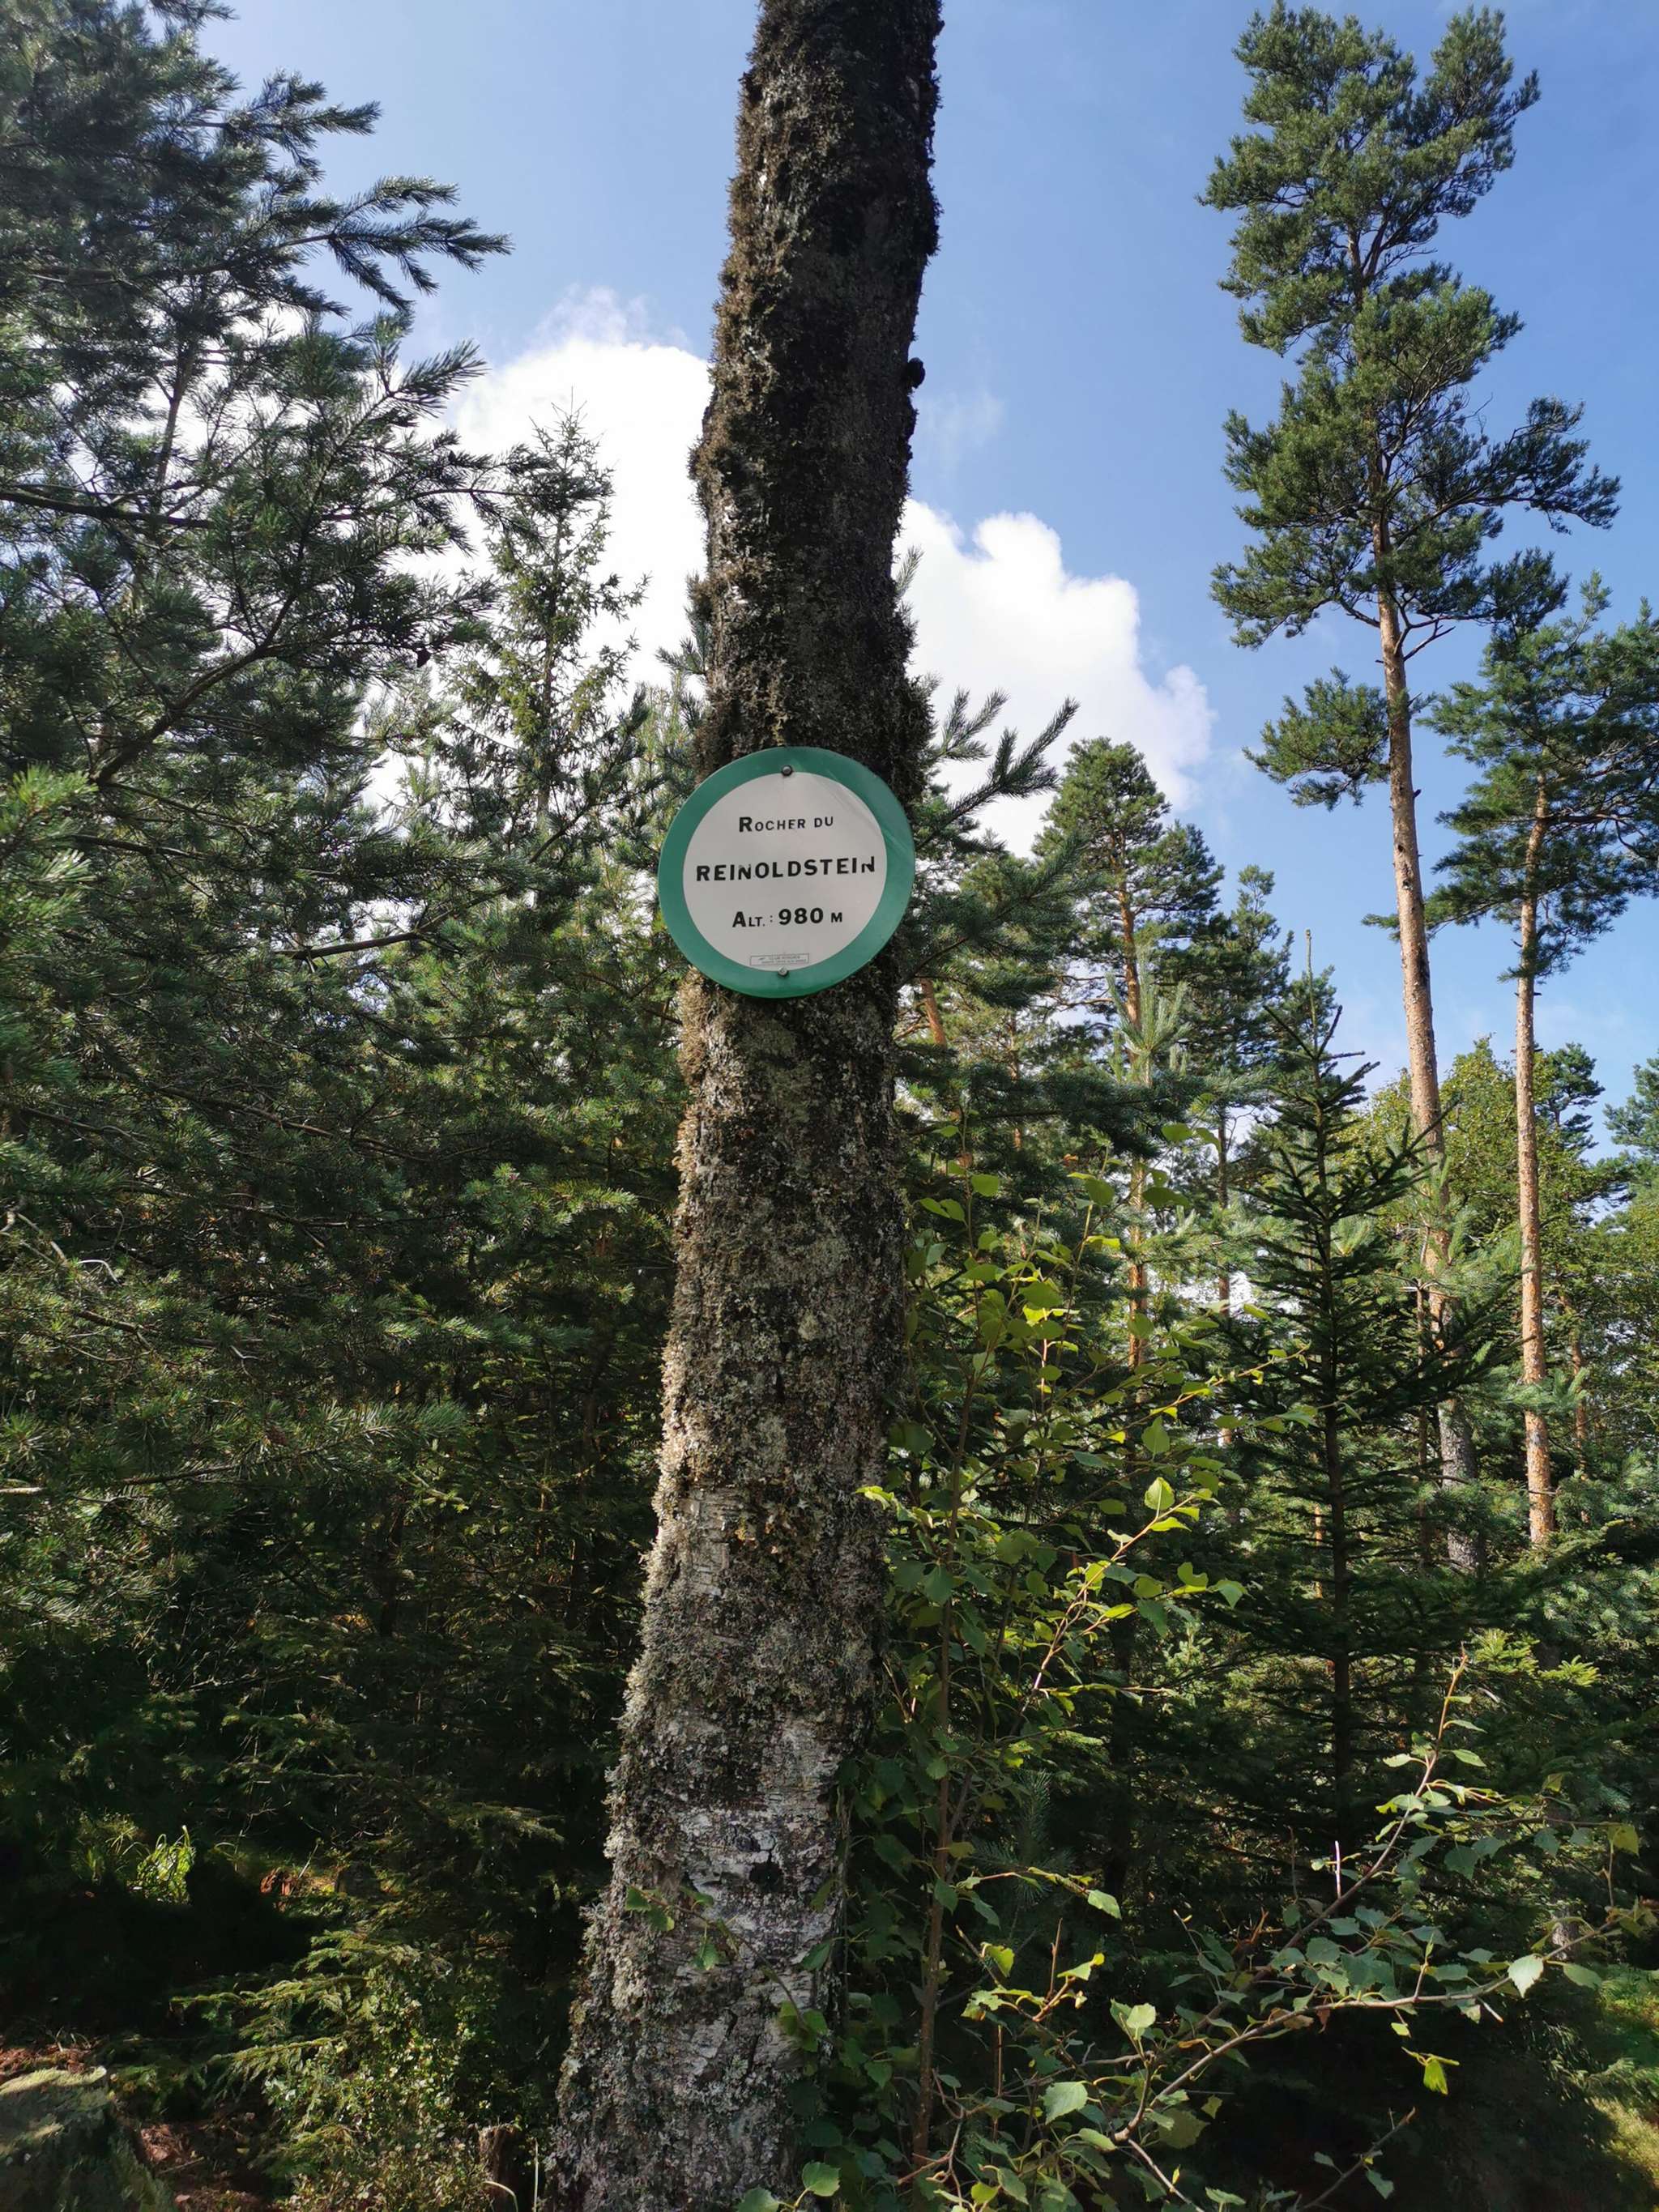 ROCHER DU
REINOLDSTEIN
ALT. : 980 M